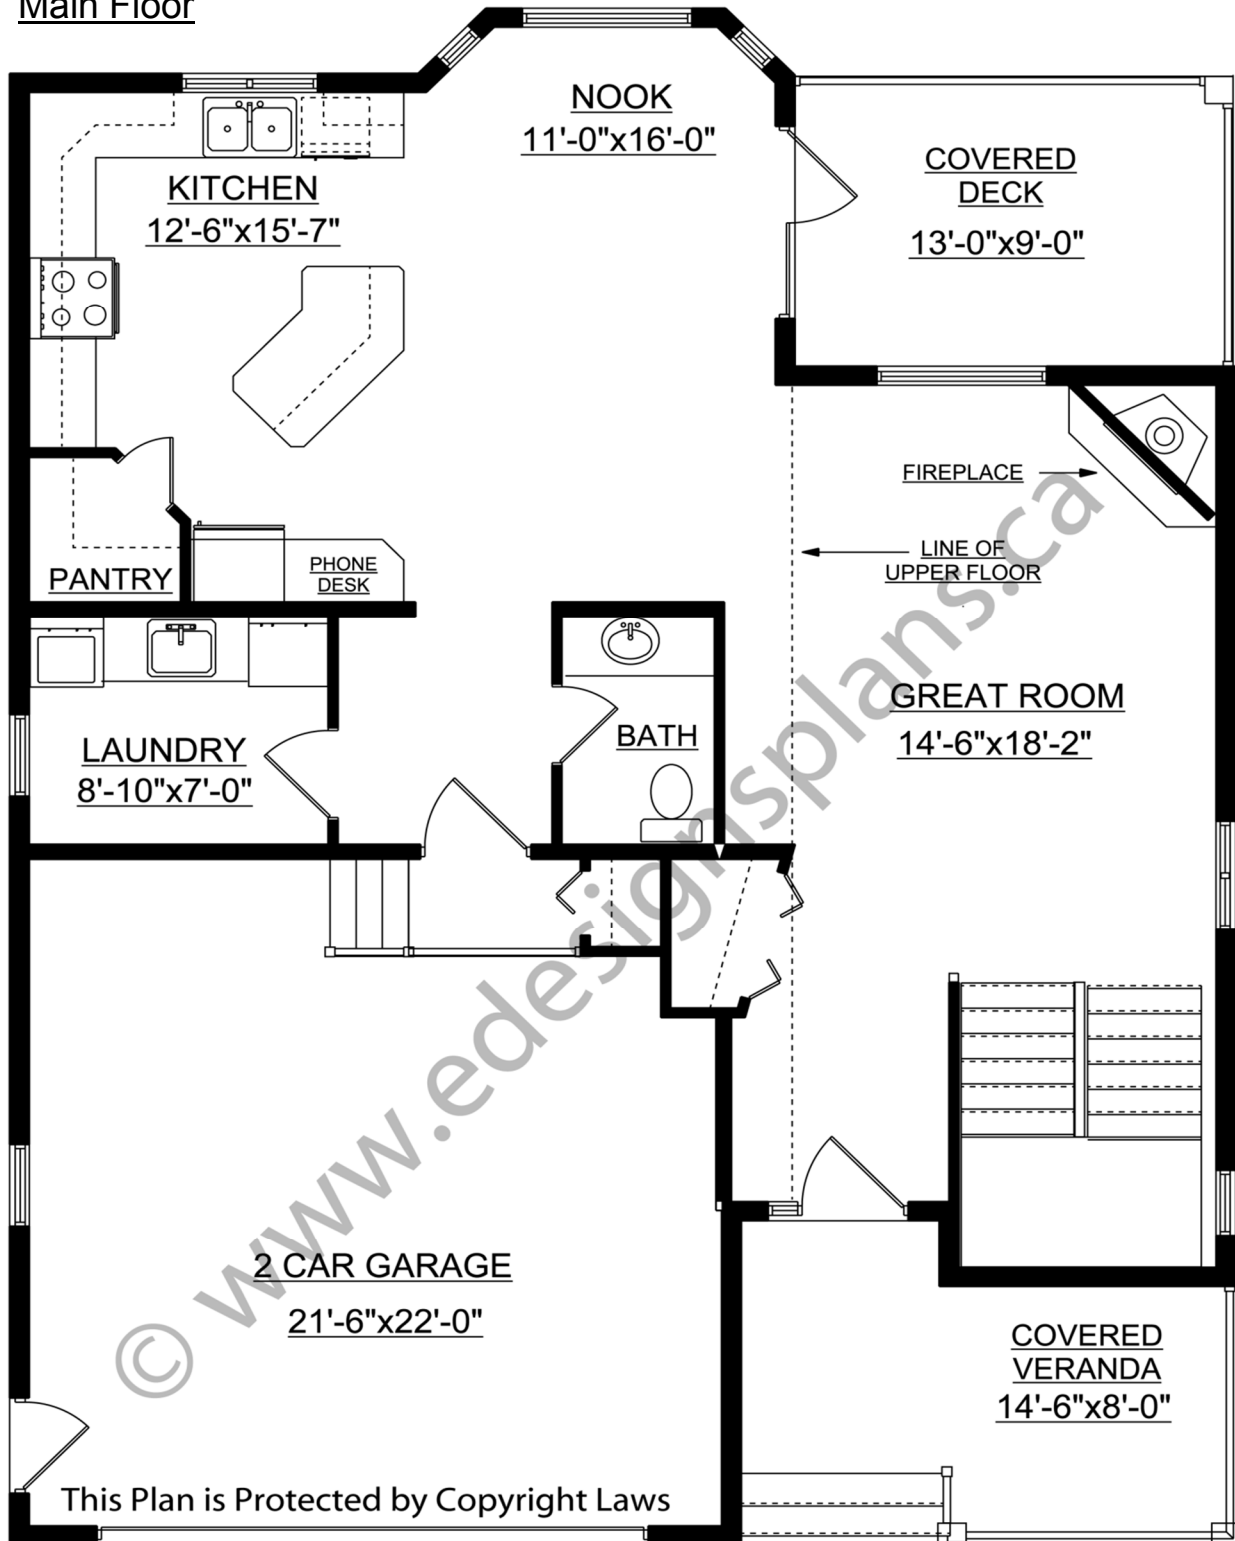 Main Floor
NOOK
11'-0"x16'-0"
KITCHEN
12'-6"x15'-7"
COVERED
DECK
13'-0"x9'-0"
FIREPLACE
LINE OF
UPPER FLOOR
PHONE
DESK
PANTRY
LAUNDRY
8'-10"x7'-0"
BATH
GREAT ROOM
14'-6"x18'-2"
2 CAR GARAGE
21'-6"x22'-0"
COVERED
VERANDA
14'-6"x8'-0"
© www.edesignsplans.ca
This Plan is Protected by Copyright Laws